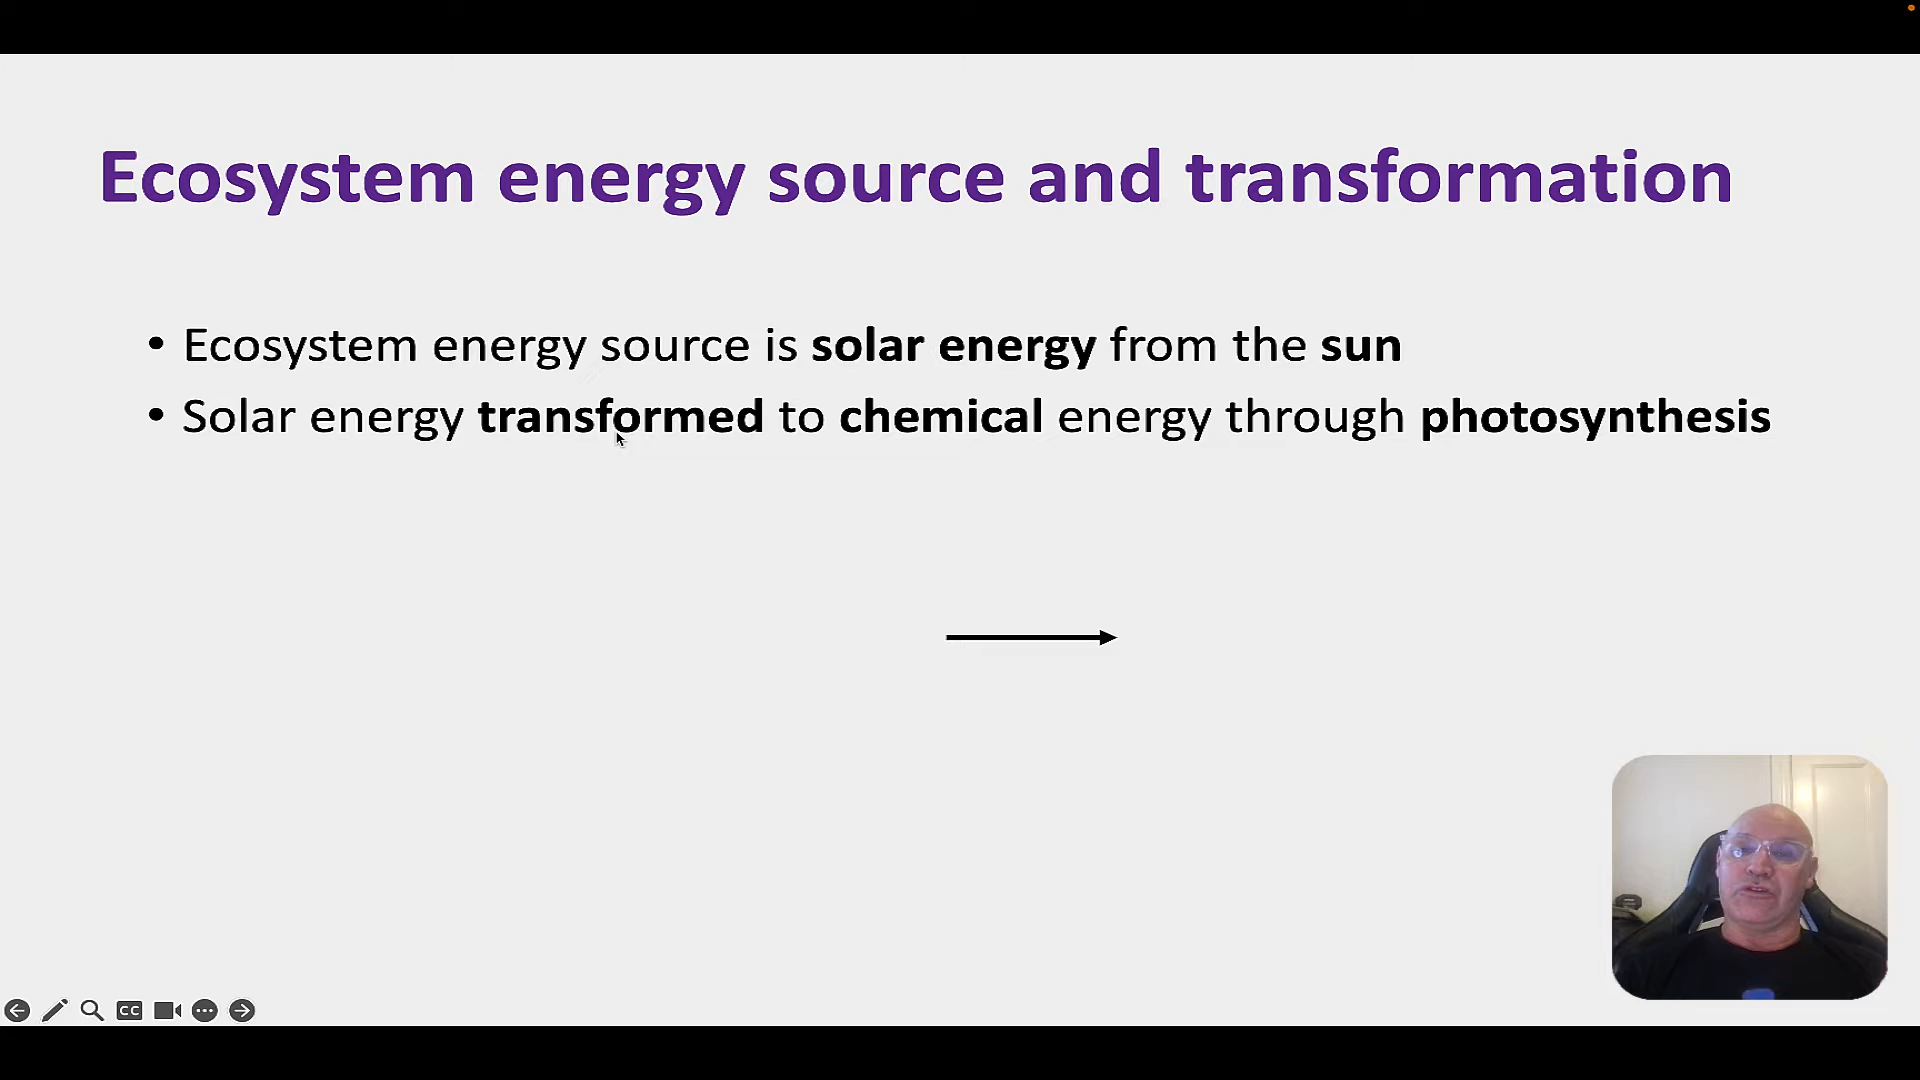 Ecosystem energy source and transformation
• Ecosystem energy source is solar energy from the sun
• Solar energy transformed to chemical energy through photosynthesis
CC